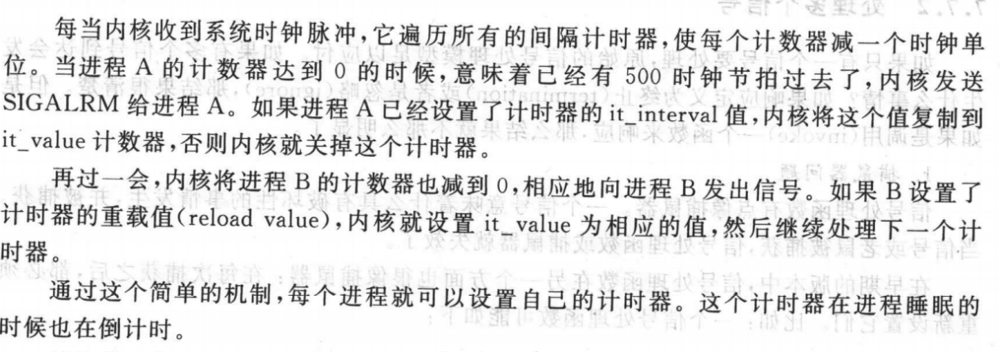 每当内核收到系统时钟脉冲,它遍历所有的间隔计时器,使每个计数器减一个时钟单
位。当进程 A 的计数器达到 0 的时候,意味着已经有 500 时钟节拍过去了,内核发送
SIGALRM 给进程 A。如果进程 A 已经设置了计时器的 it_interval 值,内核将这个值复制到
it_value 计数器,否则内核就关掉这个计时器。
再过一会,内核将进程 B 的计数器也减到 0,相应地向进程 B 发出信号。如果 B 设置了
计时器的重载值(reload value),内核就设置 it_value 为相应的值,然后继续处理下一个计
时器。
通过这个简单的机制,每个进程就可以设置自己的计时器。这个计时器在进程睡眠的
时候也在倒计时。